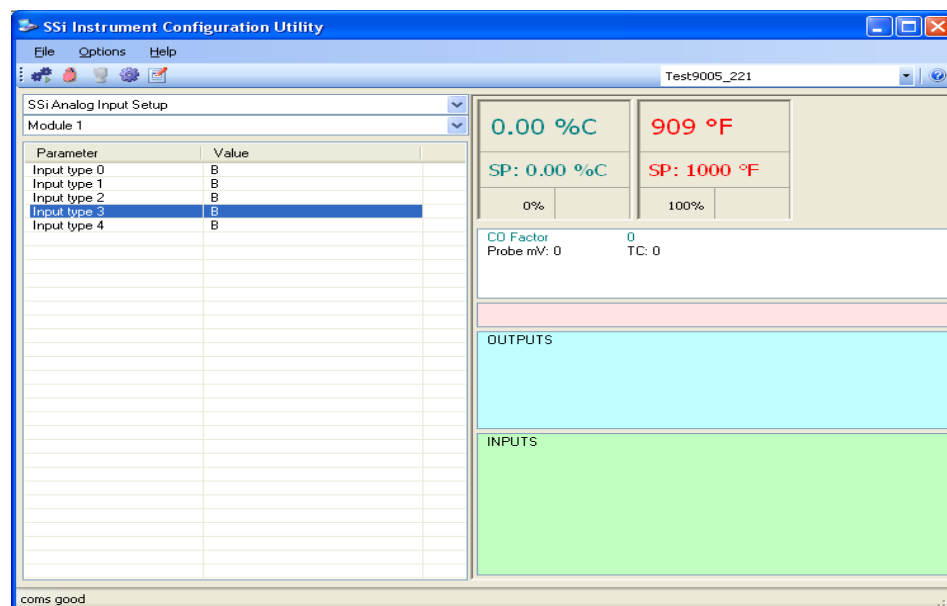 SSi Instrument Configuration Utility
File Options Help
Test9005_221
SSi Analog Input Setup
Module 1
Parameter Value
Input type 0 B
Input type 1 B
Input type 2 B
Input type 3 B
Input type 4 B
0.00 %C 909 °F
SP: 0.00 %C SP: 1000 °F
0% 100%
CO Factor 0
Probe mV: 0 TC: 0
OUTPUTS
INPUTS
coms good